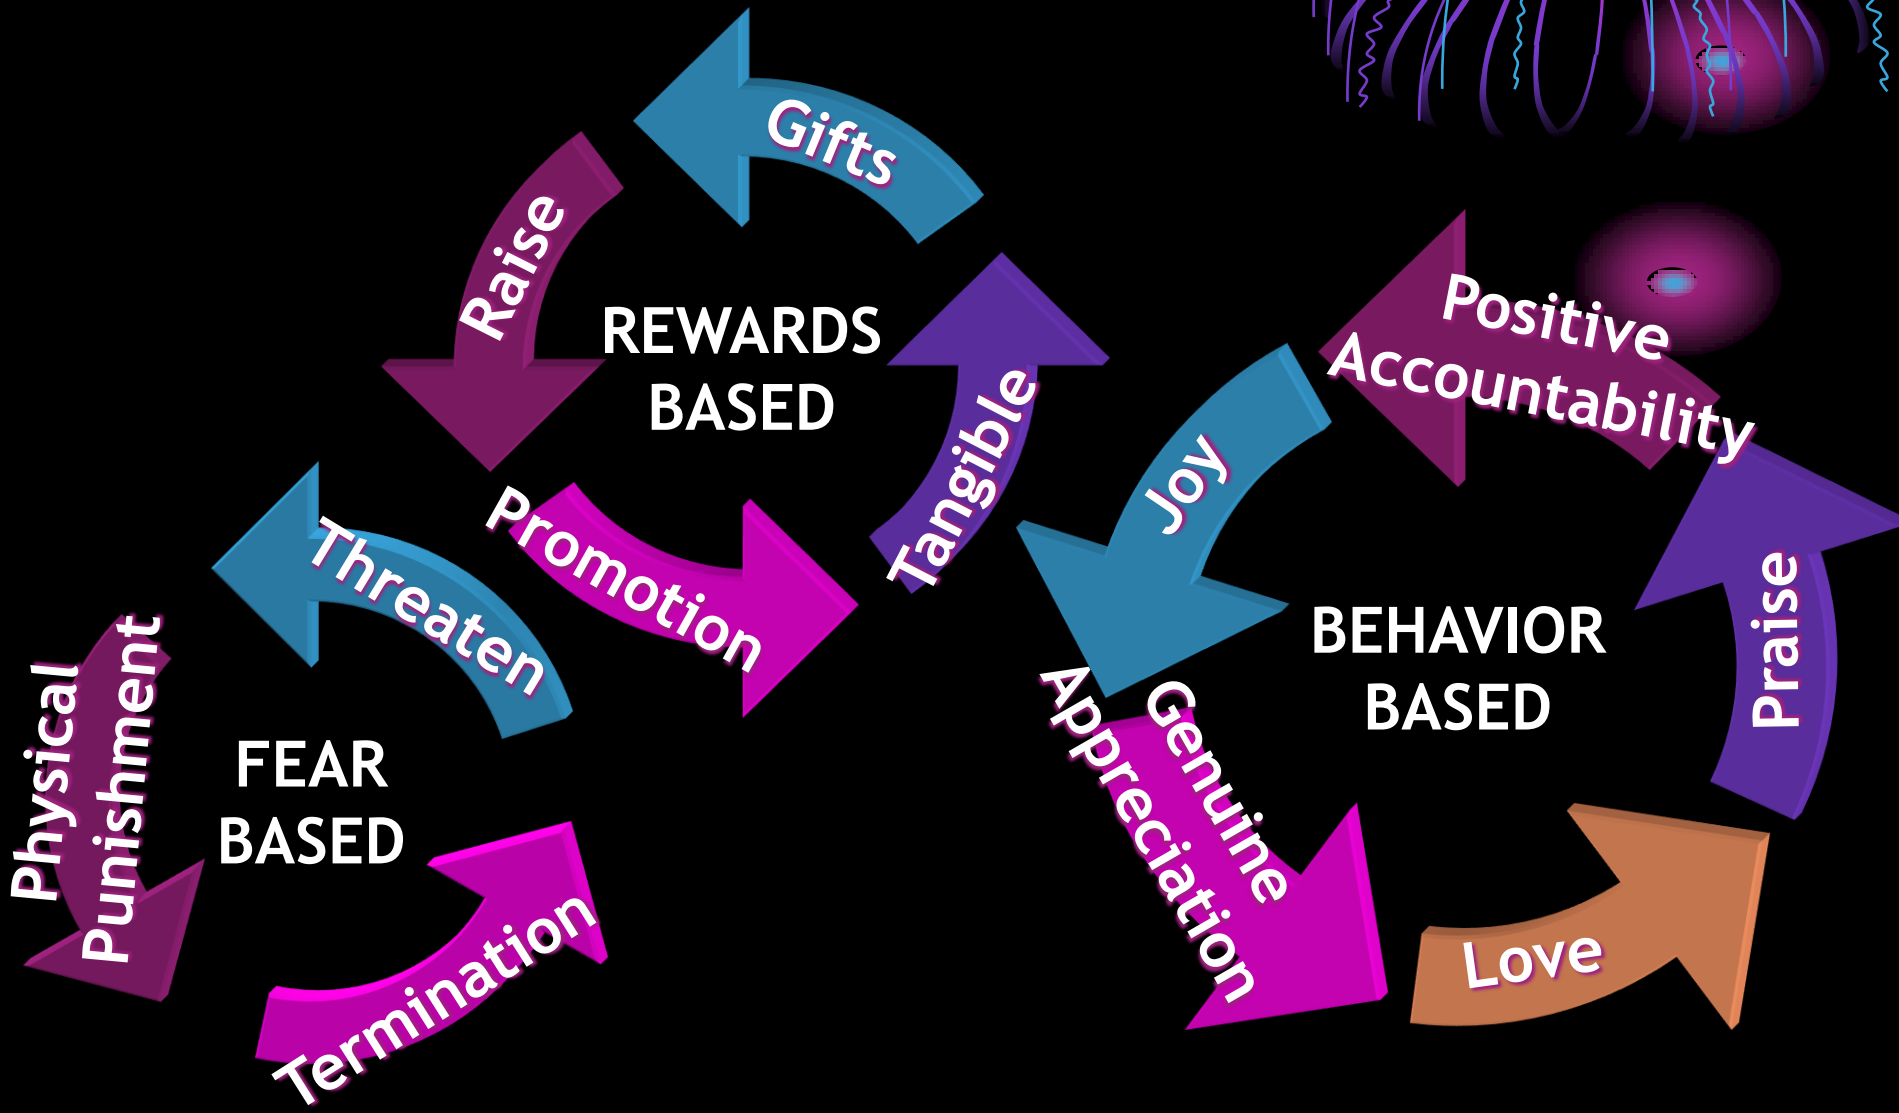 Gifts
Raise
REWARDS
BASED
Tangible
Promotion
Threaten
Physical
Punishment
FEAR
BASED
Termination
Positive
Accountability
Joy
BEHAVIOR
BASED
Praise
Genuine
Appreciation
Love